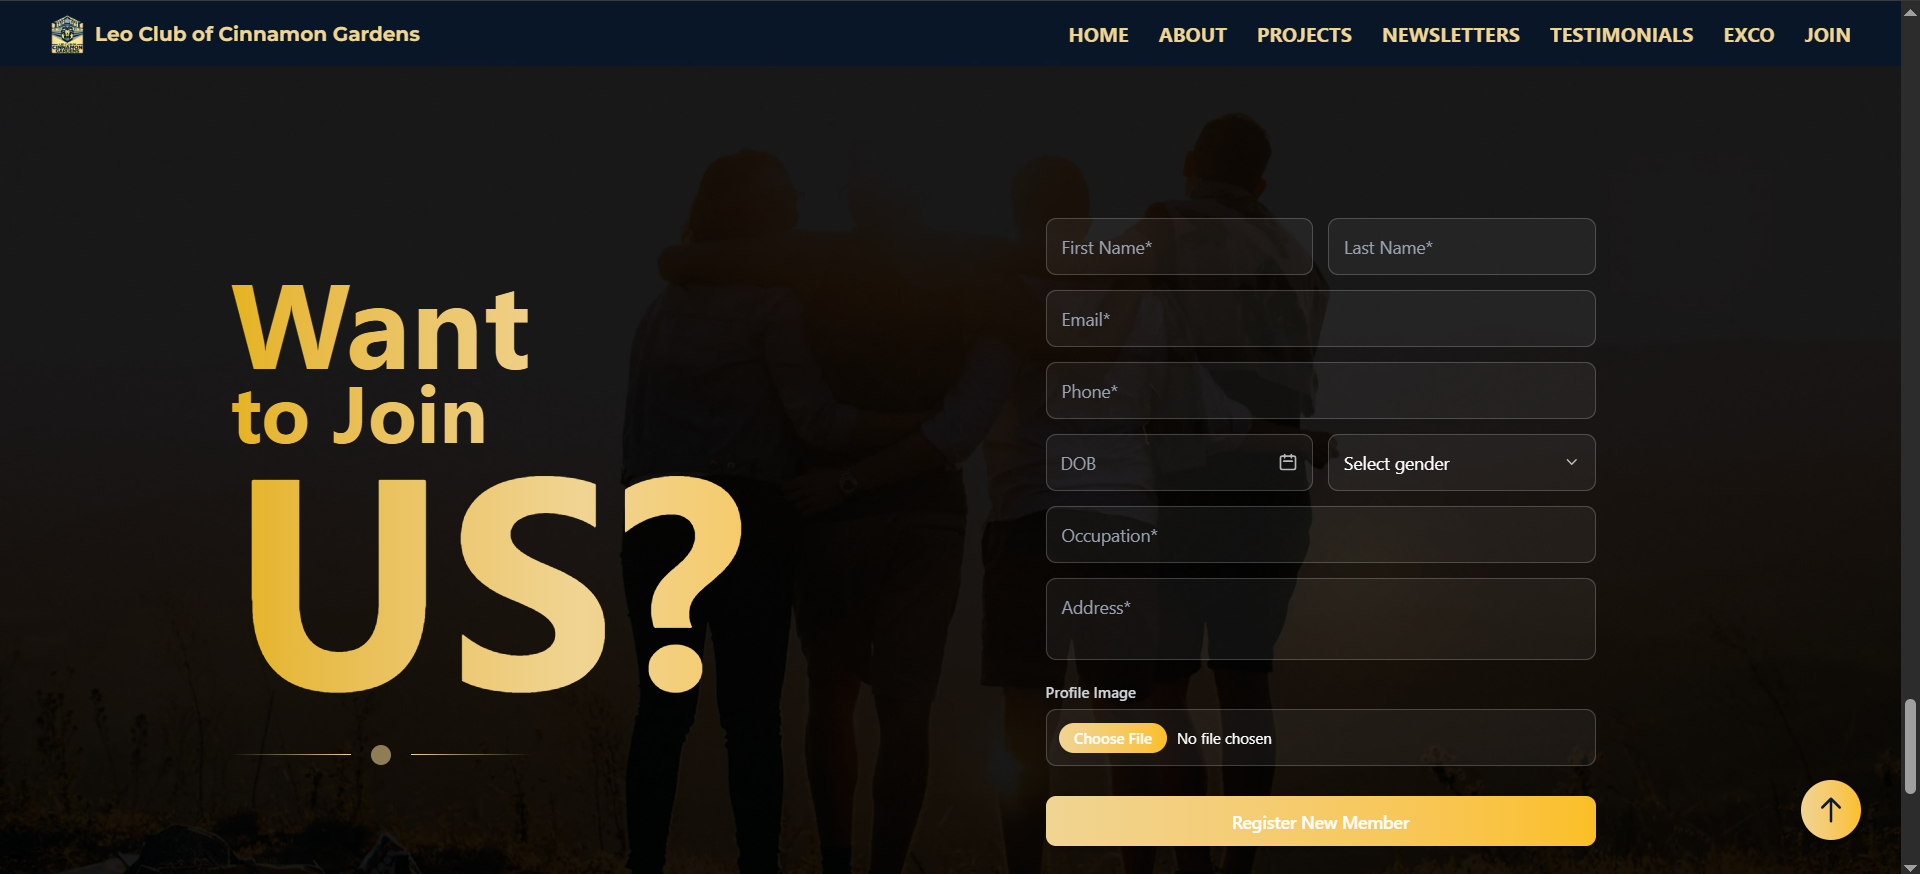 Leo Club of Cinnamon Gardens
HOME ABOUT PROJECTS NEWSLETTERS TESTIMONIALS EXCO JOIN
Want
to Join
US?
First Name* Last Name*
Email*
Phone*
DOB Select gender
Occupation*
Address*
Profile Image
Choose File No file chosen
Register New Member